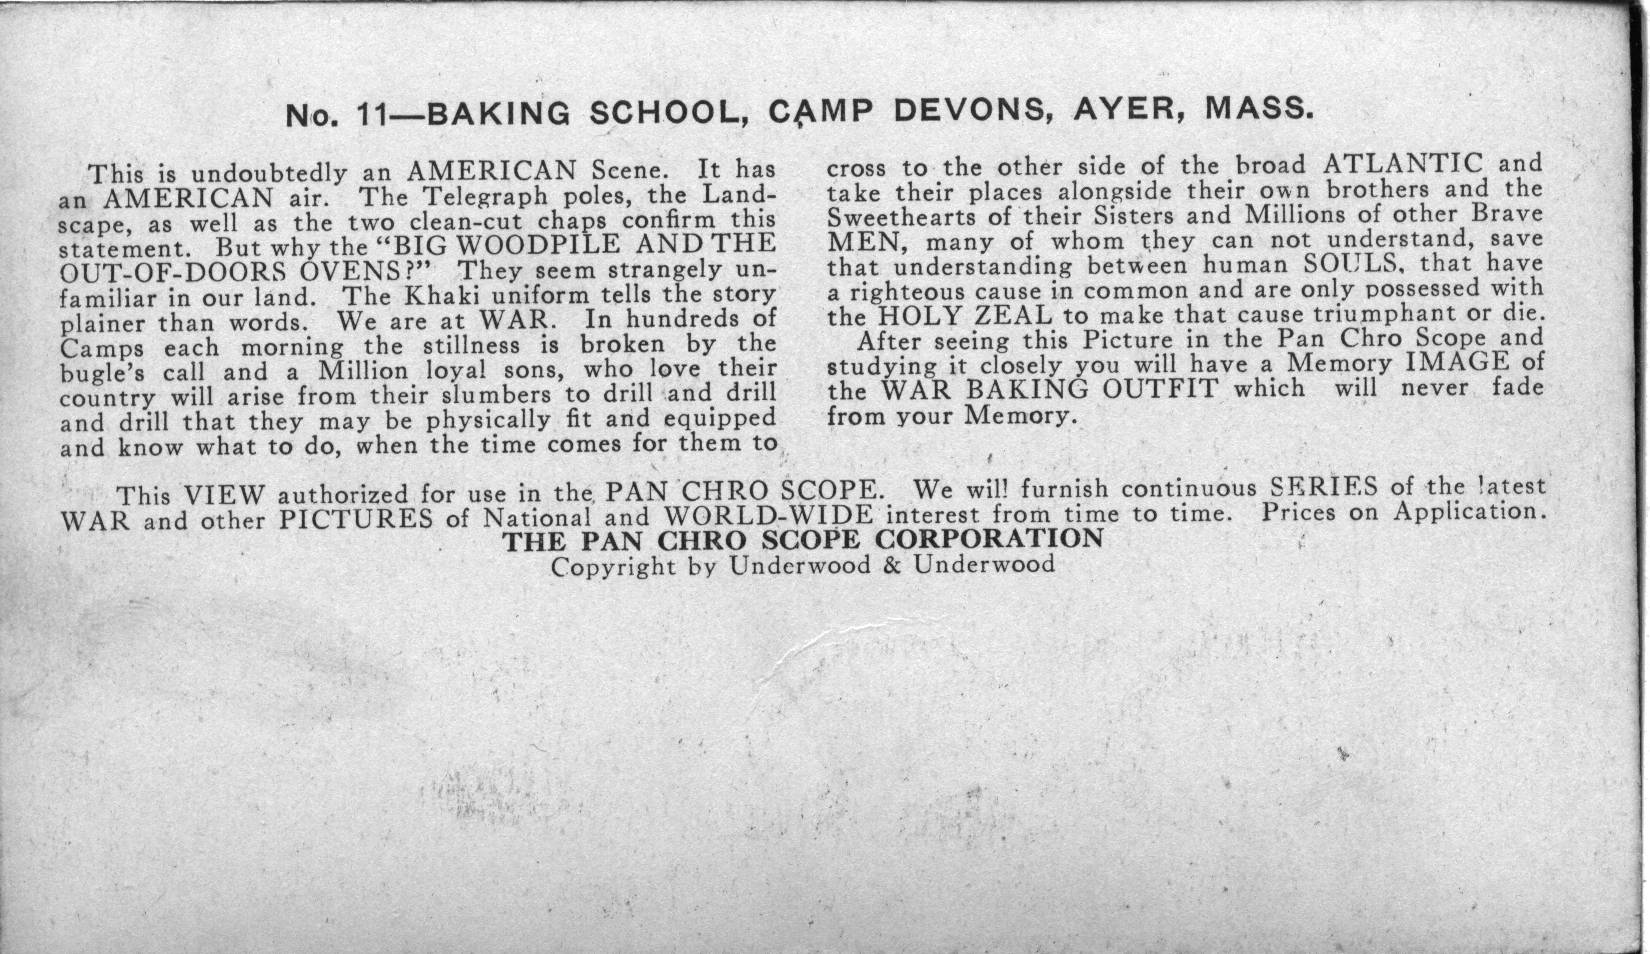 No. 11—BAKING SCHOOL, CAMP DEVONS, AYER, MASS.
This is undoubtedly an AMERICAN Scene. It has
an AMERICAN air. The Telegraph poles, the Land-
scape, as well as the two clean-cut chaps confirm this
statement. But why the "BIG WOODPILE AND THE
OUT-OF-DOORS OVENS?" They seem strangely un-
familiar in our land. The Khaki uniform tells the story
plainer than words. We are at WAR. In hundreds of
Camps each morning the stillness is broken by the
bugle's call and a Million loyal sons, who love their
country will arise from their slumbers to drill and drill
and drill that they may be physically fit and equipped
and know what to do, when the time comes for them to
cross to the other side of the broad ATLANTIC and
take their places alongside their own brothers and the
Sweethearts of their Sisters and Millions of other Brave
MEN, many of whom they can not understand, save
that understanding between human SOULS, that have
a righteous cause in common and are only possessed with
the HOLY ZEAL to make that cause triumphant or die.
After seeing this Picture in the Pan Chro Scope and
studying it closely you will have a Memory IMAGE of
the WAR BAKING OUTFIT which will never fade
from your Memory.
This VIEW authorized for use in the PAN CHRO SCOPE. We will furnish continuous SERIES of the latest
WAR and other PICTURES of National and WORLD-WIDE interest from time to time. Prices on Application.
THE PAN CHRO SCOPE CORPORATION
Copyright by Underwood & Underwood